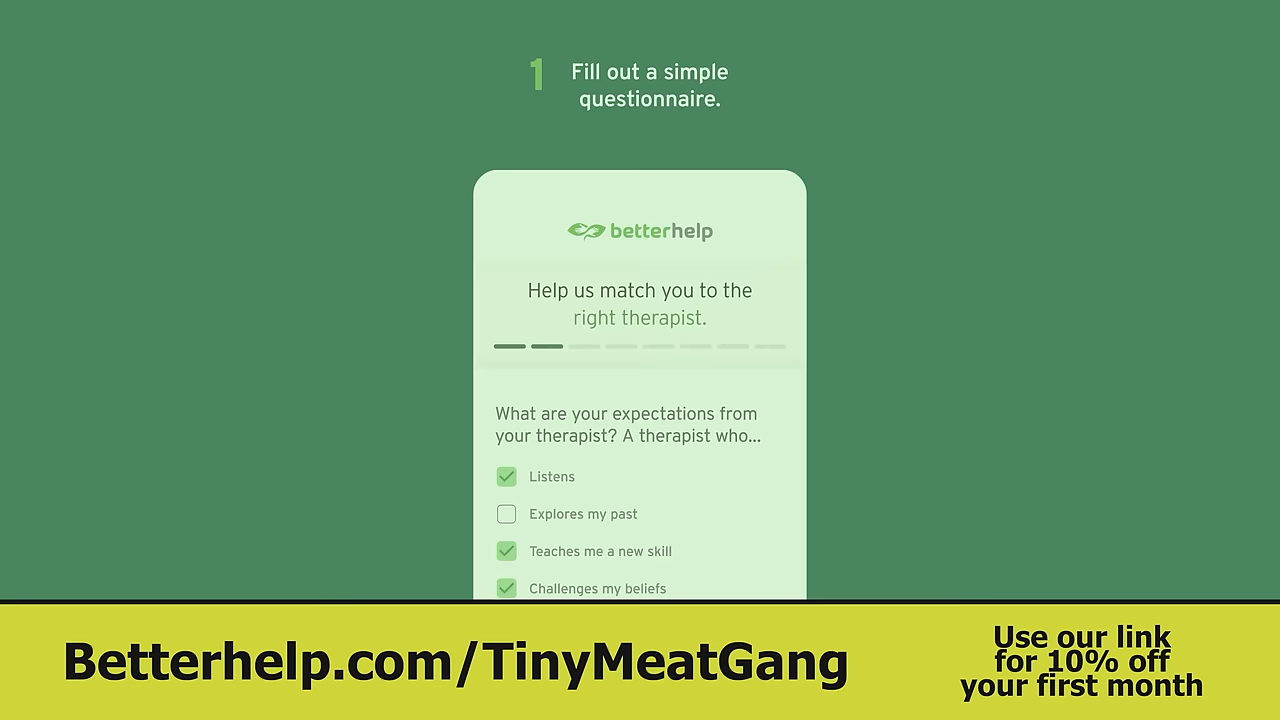 1 Fill out a simple
questionnaire.
betterhelp
Help us match you to the
right therapist.
What are your expectations from
your therapist? A therapist who...
Listens
Explores my past
Teaches me a new skill
Challenges my beliefs
Betterhelp.com/TinyMeatGang
Use our link
for 10% off
your first month